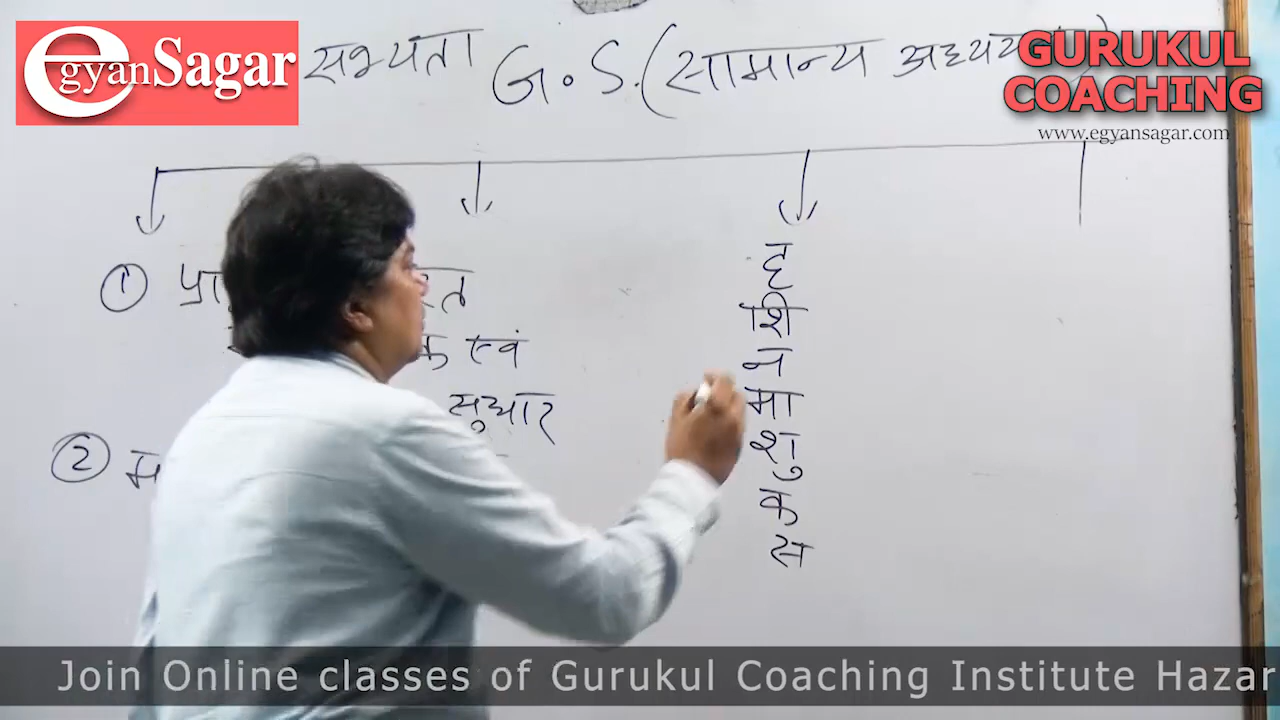 egyanSagar
सभ्यता G.S. (सामान्य
GURUKUL
COACHING
www.egyansagar.com
①
एवं
सुधार
②
ह
शि
न
मा
शु
क
स
Join Online classes of Gurukul Coaching Institute Hazar